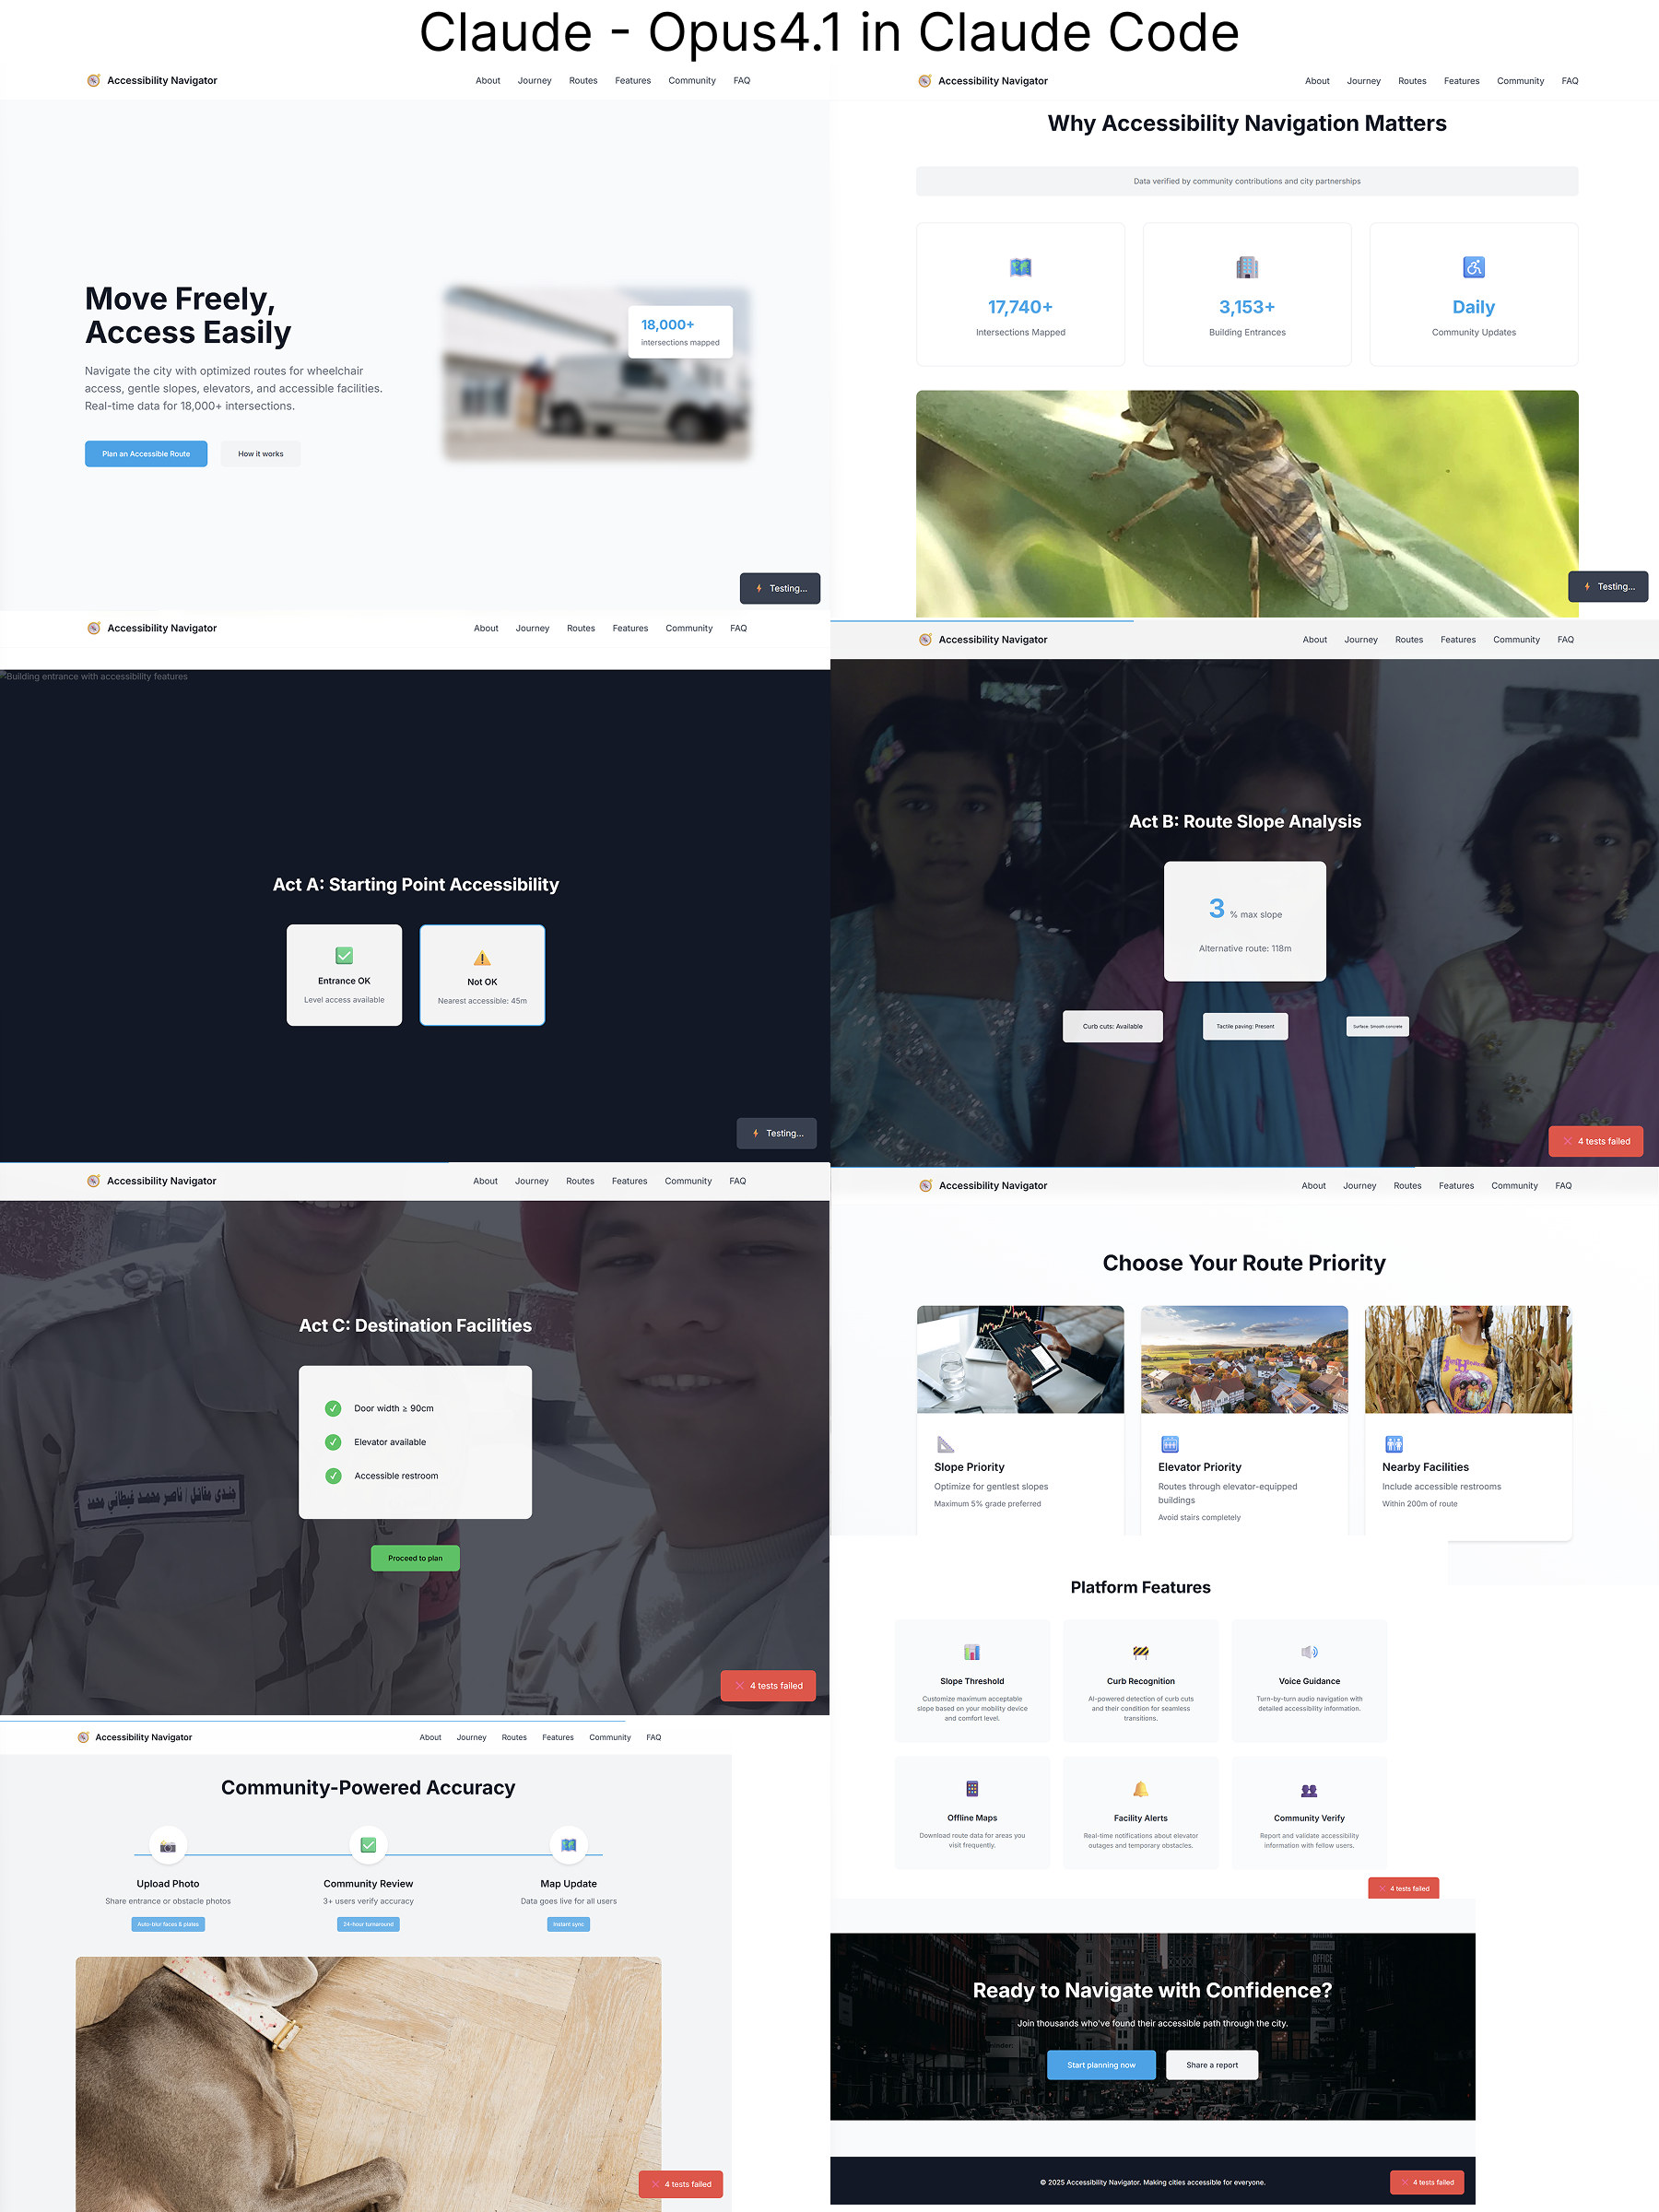 Claude - Opus4.1 in Claude Code
Accessibility Navigator
About Journey Routes Features Community FAQ
Move Freely,
Access Easily
Navigate the city with optimized routes for wheelchair
access, gentle slopes, elevators, and accessible facilities.
Real-time data for 18,000+ intersections.
Plan an Accessible Route
How it works
18,000+
intersections mapped
Testing...
Accessibility Navigator
About Journey Routes Features Community FAQ
Why Accessibility Navigation Matters
Data verified by community contributions and city partnerships
17,740+
Intersections Mapped
3,153+
Building Entrances
Daily
Community Updates
Testing...
Accessibility Navigator
About Journey Routes Features Community FAQ
Building entrance with accessibility features
Act A: Starting Point Accessibility
Entrance OK
Level access available
Not OK
Nearest accessible: 45m
Testing...
Accessibility Navigator
About Journey Routes Features Community FAQ
Act B: Route Slope Analysis
3 % max slope
Alternative route: 118m
Curb cuts: Available
Tactile paving: Present
Surface: Smooth concrete
4 tests failed
Accessibility Navigator
About Journey Routes Features Community FAQ
Act C: Destination Facilities
Door width ≥ 90cm
Elevator available
Accessible restroom
جندي مقاتل / ناصر محمد قبطاني محمد
Proceed to plan
4 tests failed
Accessibility Navigator
About Journey Routes Features Community FAQ
Choose Your Route Priority
Slope Priority
Optimize for gentlest slopes
Maximum 5% grade preferred
Elevator Priority
Routes through elevator-equipped
buildings
Avoid stairs completely
Nearby Facilities
Include accessible restrooms
Within 200m of route
Platform Features
Slope Threshold
Customize maximum acceptable
slope based on your mobility device
and comfort level.
Curb Recognition
AI-powered detection of curb cuts
and their condition for seamless
transitions.
Voice Guidance
Turn-by-turn audio navigation with
detailed accessibility information.
Offline Maps
Download route data for areas you
visit frequently.
Facility Alerts
Real-time notifications about elevator
outages and temporary obstacles.
Community Verify
Report and validate accessibility
information with fellow users.
4 tests failed
Accessibility Navigator
About Journey Routes Features Community FAQ
Community-Powered Accuracy
Upload Photo
Share entrance or obstacle photos
Auto-blur faces & plates
Community Review
3+ users verify accuracy
24-hour turnaround
Map Update
Data goes live for all users
Instant sync
4 tests failed
OFFICE
RETAIL
Ready to Navigate with Confidence?
Join thousands who've found their accessible path through the city.
Start planning now
Share a report
© 2025 Accessibility Navigator. Making cities accessible for everyone.
4 tests failed